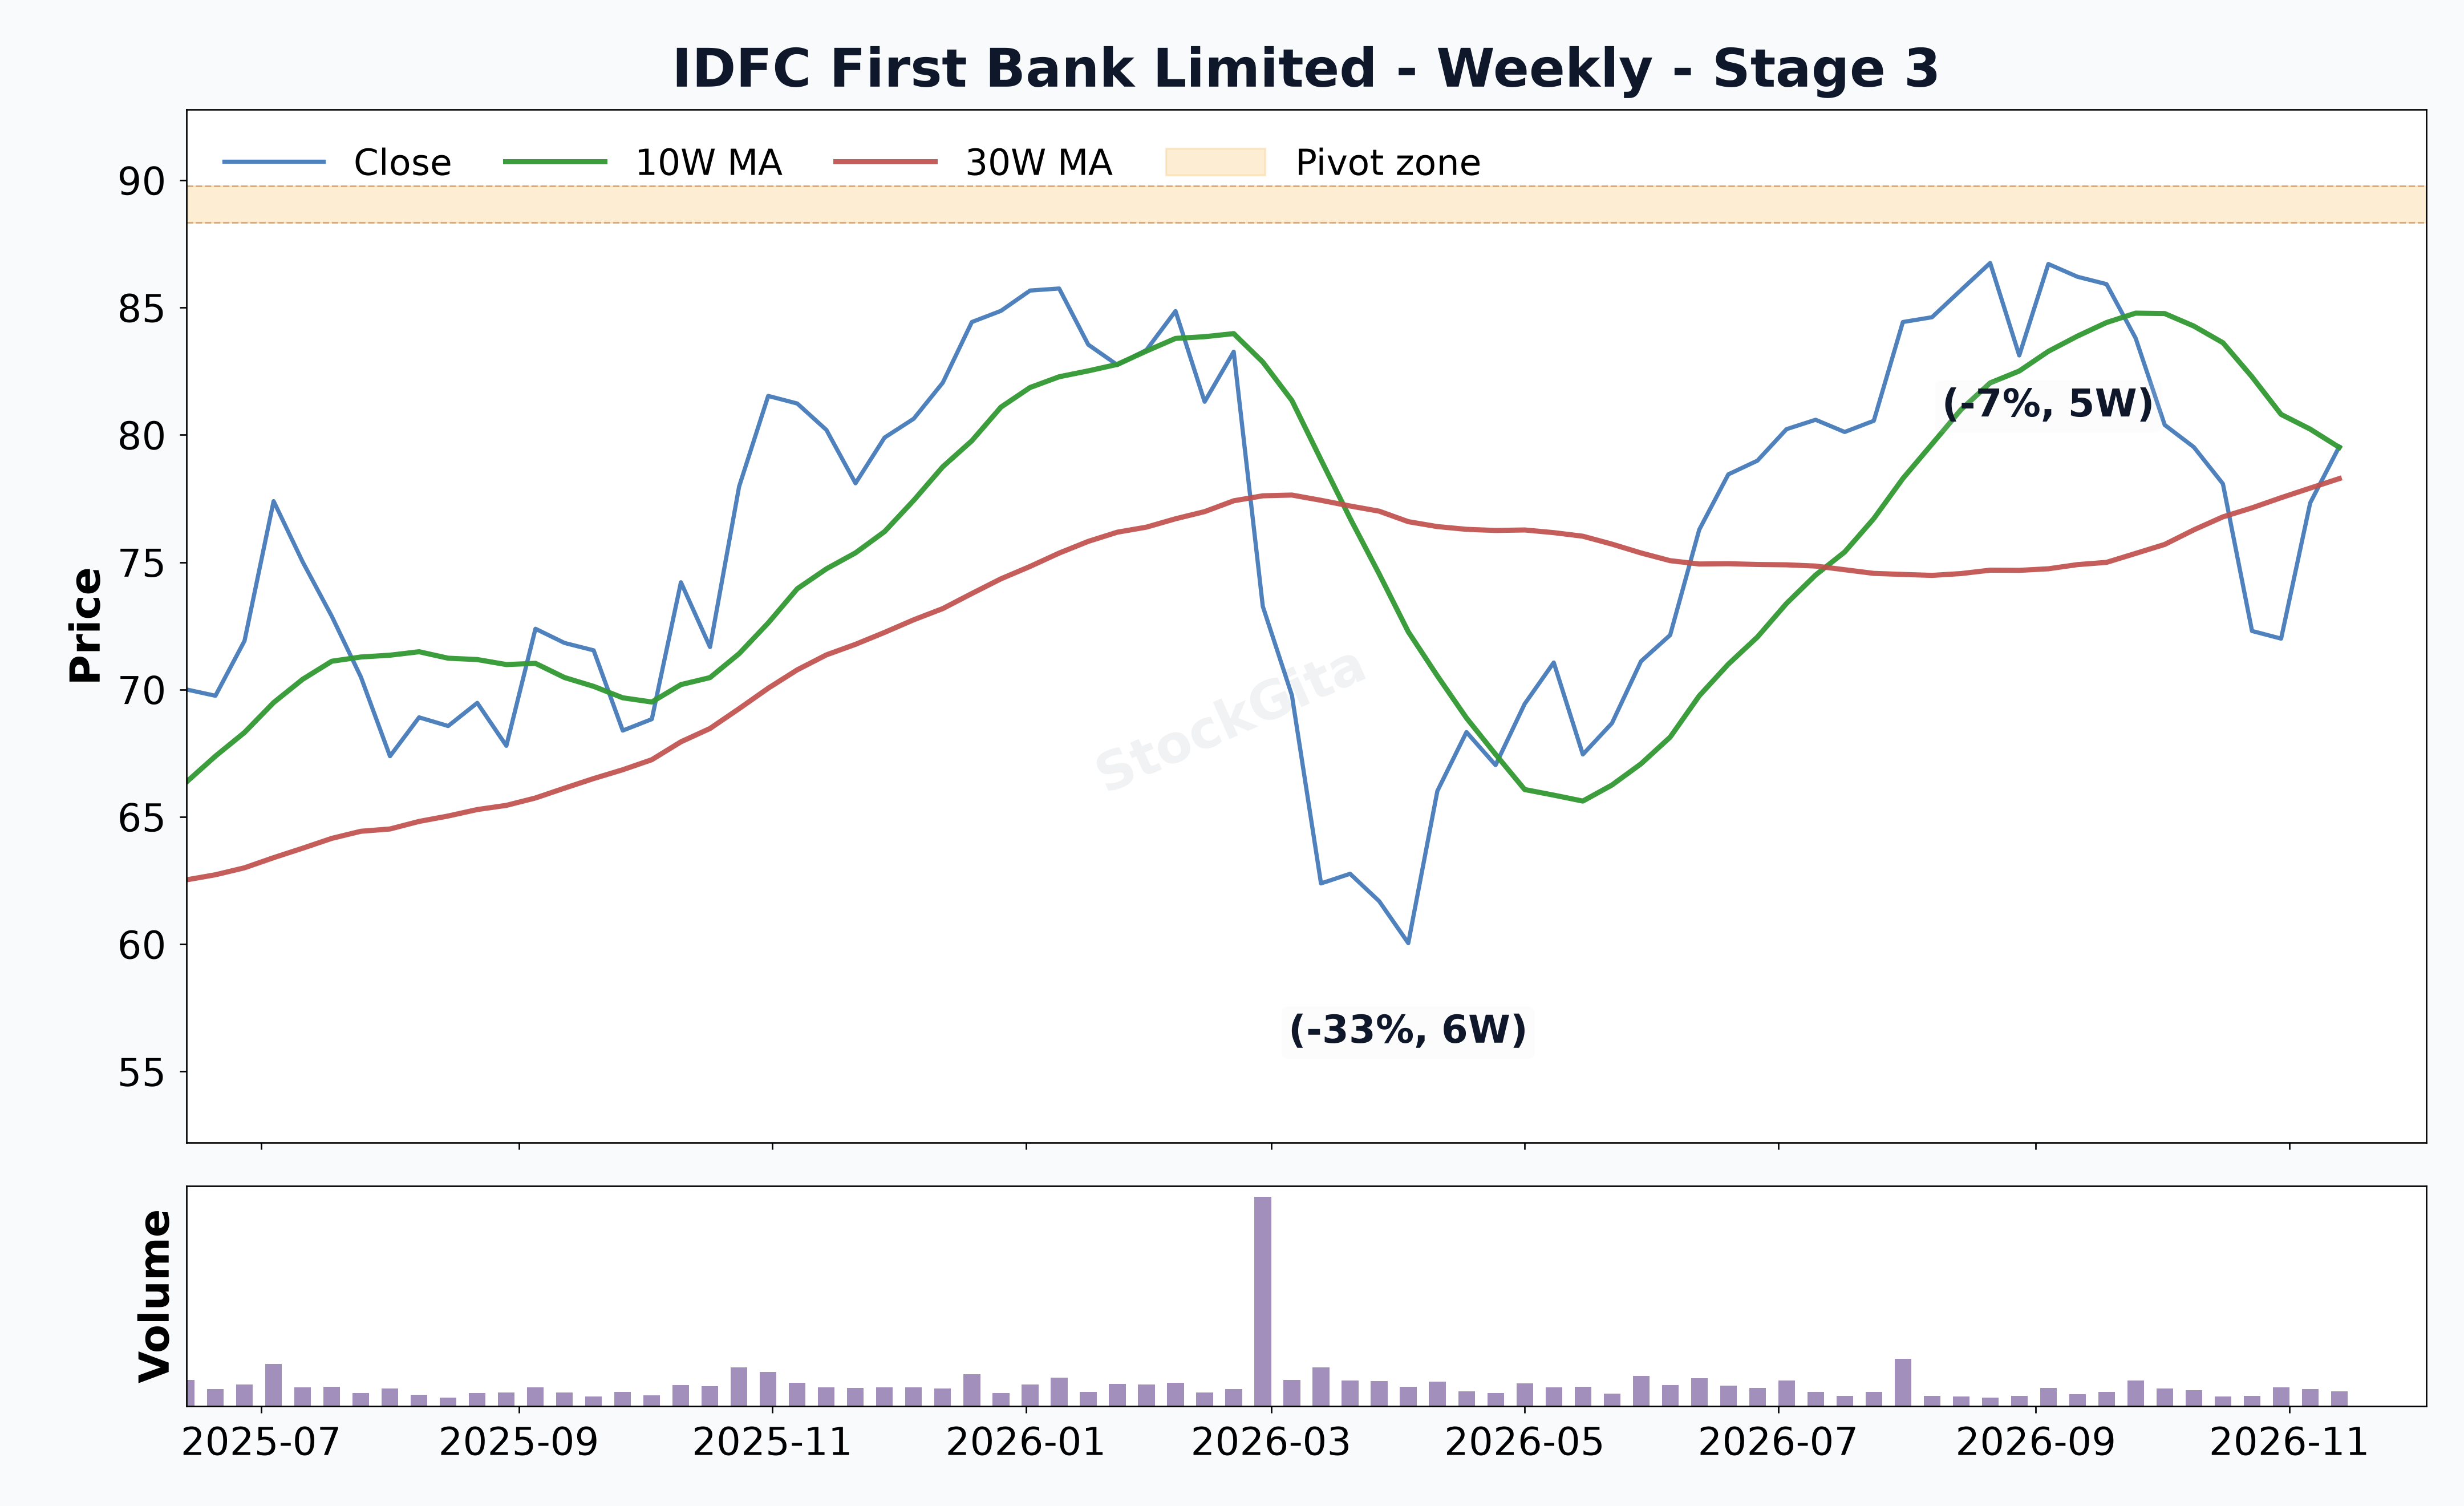 IDFC First Bank Limited - Weekly - Stage 3
Close 10W MA 30W MA Pivot zone
90
85
80
75
70
65
60
55
Price
(-7%, 5W)
(-33%, 6W)
StockGita
Volume
2025-07 2025-09 2025-11 2026-01 2026-03 2026-05 2026-07 2026-09 2026-11